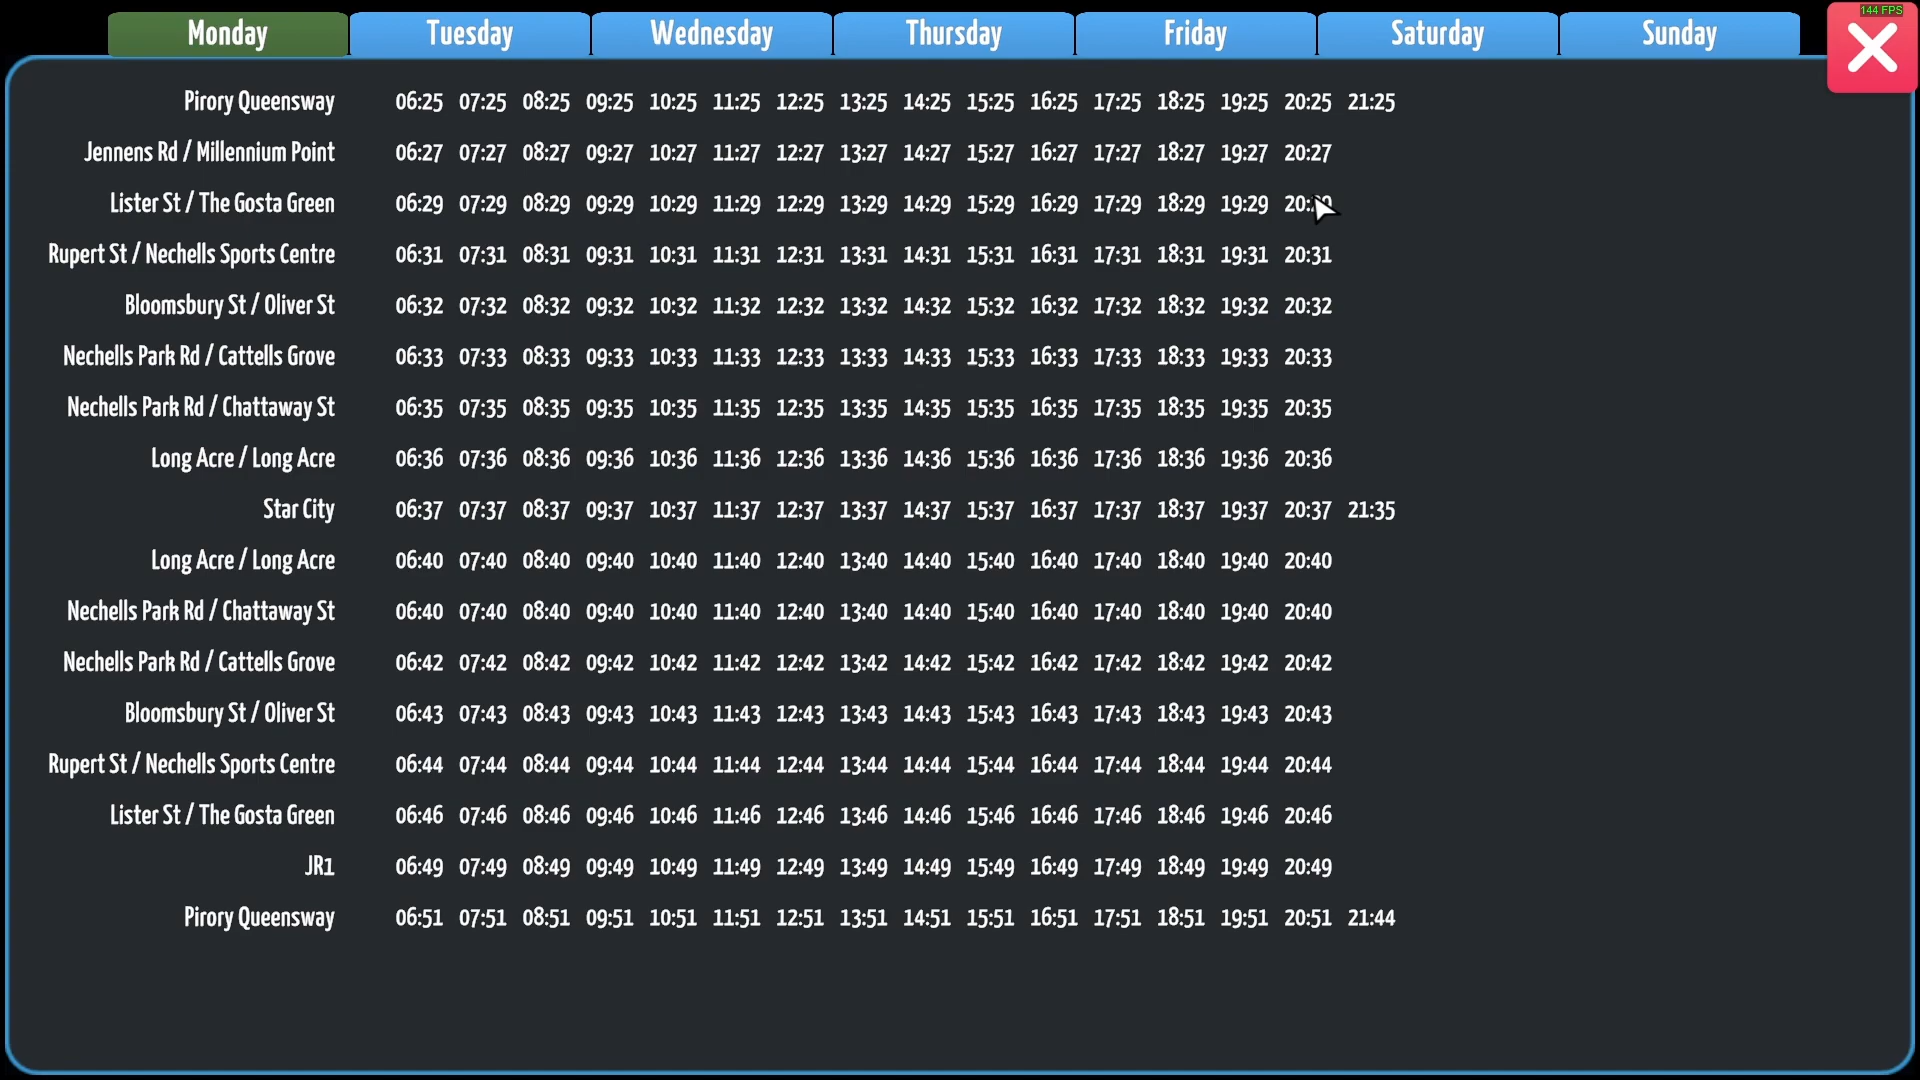 144 FPS
Monday Tuesday Wednesday Thursday Friday Saturday Sunday
Pirory Queensway 06:25 07:25 08:25 09:25 10:25 11:25 12:25 13:25 14:25 15:25 16:25 17:25 18:25 19:25 20:25 21:25
Jennens Rd / Millennium Point 06:27 07:27 08:27 09:27 10:27 11:27 12:27 13:27 14:27 15:27 16:27 17:27 18:27 19:27 20:27
Lister St / The Gosta Green 06:29 07:29 08:29 09:29 10:29 11:29 12:29 13:29 14:29 15:29 16:29 17:29 18:29 19:29
Rupert St / Nechells Sports Centre 06:31 07:31 08:31 09:31 10:31 11:31 12:31 13:31 14:31 15:31 16:31 17:31 18:31 19:31 20:31
Bloomsbury St / Oliver St 06:32 07:32 08:32 09:32 10:32 11:32 12:32 13:32 14:32 15:32 16:32 17:32 18:32 19:32 20:32
Nechells Park Rd / Cattells Grove 06:33 07:33 08:33 09:33 10:33 11:33 12:33 13:33 14:33 15:33 16:33 17:33 18:33 19:33 20:33
Nechells Park Rd / Chattaway St 06:35 07:35 08:35 09:35 10:35 11:35 12:35 13:35 14:35 15:35 16:35 17:35 18:35 19:35 20:35
Long Acre / Long Acre 06:36 07:36 08:36 09:36 10:36 11:36 12:36 13:36 14:36 15:36 16:36 17:36 18:36 19:36 20:36
Star City 06:37 07:37 08:37 09:37 10:37 11:37 12:37 13:37 14:37 15:37 16:37 17:37 18:37 19:37 20:37 21:35
Long Acre / Long Acre 06:40 07:40 08:40 09:40 10:40 11:40 12:40 13:40 14:40 15:40 16:40 17:40 18:40 19:40 20:40
Nechells Park Rd / Chattaway St 06:40 07:40 08:40 09:40 10:40 11:40 12:40 13:40 14:40 15:40 16:40 17:40 18:40 19:40 20:40
Nechells Park Rd / Cattells Grove 06:42 07:42 08:42 09:42 10:42 11:42 12:42 13:42 14:42 15:42 16:42 17:42 18:42 19:42 20:42
Bloomsbury St / Oliver St 06:43 07:43 08:43 09:43 10:43 11:43 12:43 13:43 14:43 15:43 16:43 17:43 18:43 19:43 20:43
Rupert St / Nechells Sports Centre 06:44 07:44 08:44 09:44 10:44 11:44 12:44 13:44 14:44 15:44 16:44 17:44 18:44 19:44 20:44
Lister St / The Gosta Green 06:46 07:46 08:46 09:46 10:46 11:46 12:46 13:46 14:46 15:46 16:46 17:46 18:46 19:46 20:46
JR1 06:49 07:49 08:49 09:49 10:49 11:49 12:49 13:49 14:49 15:49 16:49 17:49 18:49 19:49 20:49
Pirory Queensway 06:51 07:51 08:51 09:51 10:51 11:51 12:51 13:51 14:51 15:51 16:51 17:51 18:51 19:51 20:51 21:44